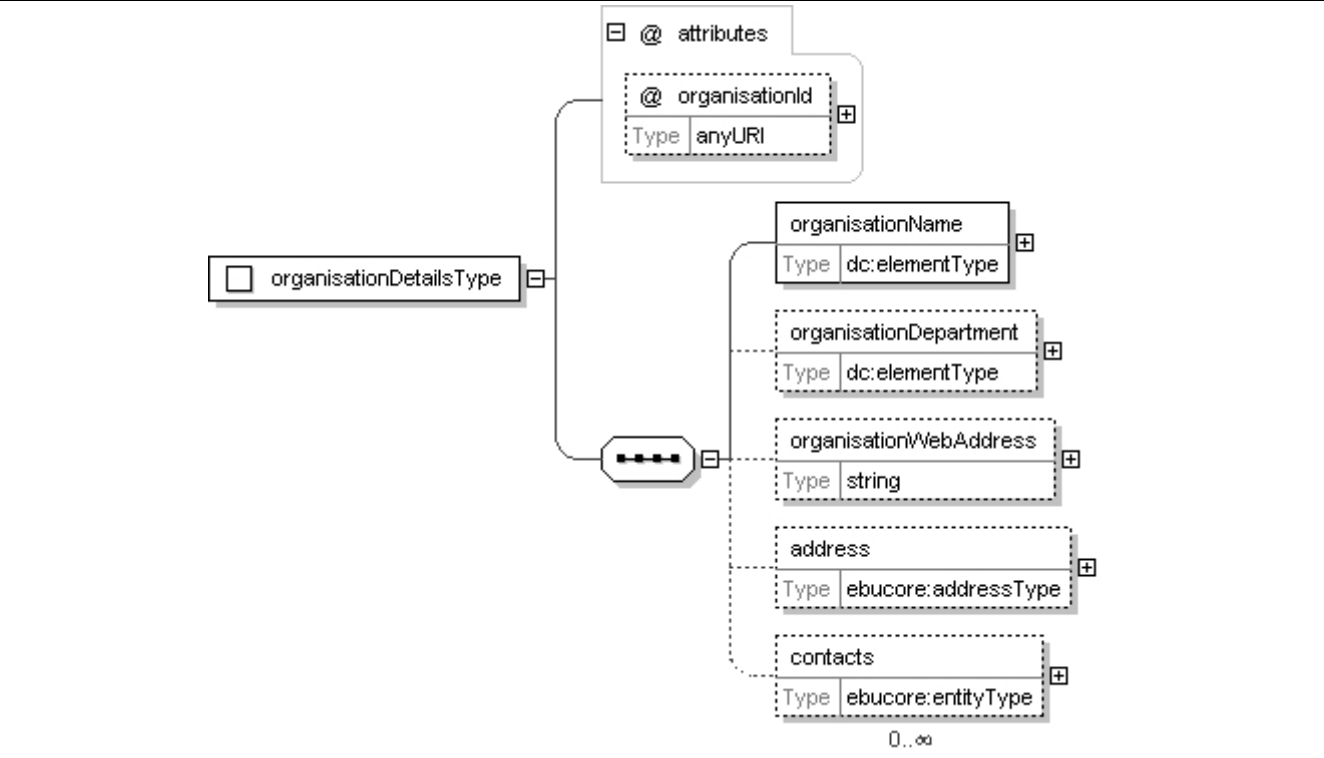 @ attributes
@ organisationId
Type anyURI
organisationDetailsType
organisationName
Type dc:elementType
organisationDepartment
Type dc:elementType
organisationWebAddress
Type string
address
Type ebucore:addressType
contacts
Type ebucore:entityType
0..∞